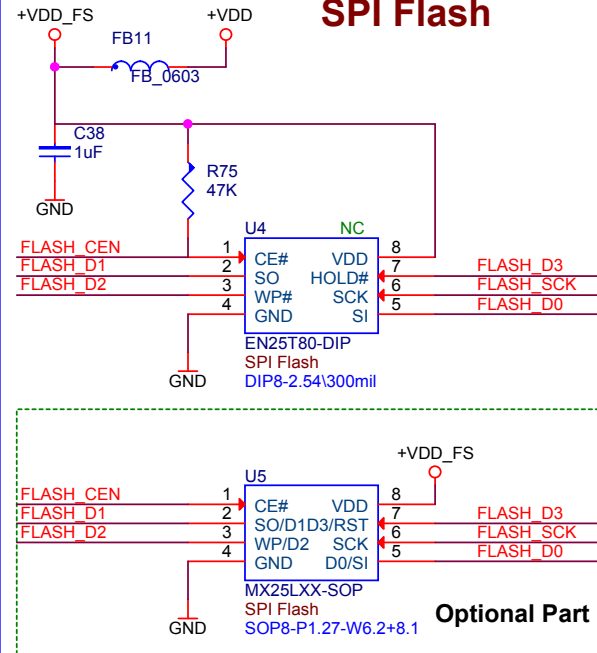 SPI Flash
+VDD_FS
+VDD
FB11
FB_0603
C38
1uF
GND
R75
47K
U4
NC
FLASH_CEN
1
CE#
VDD
8
FLASH_D1
2
SO
HOLD#
7
FLASH_D3
FLASH_D2
3
WP#
SCK
6
FLASH_SCK
4
GND
SI
5
FLASH_D0
EN25T80-DIP
SPI Flash
DIP8-2.54\300mil
GND
+VDD_FS
U5
FLASH_CEN
1
CE#
VDD
8
FLASH_D1
2
SO/D1D3/RST
7
FLASH_D3
FLASH_D2
3
WP/D2
SCK
6
FLASH_SCK
4
GND
D0/SI
5
FLASH_D0
MX25LXX-SOP
SPI Flash
SOP8-P1.27-W6.2+8.1
GND
Optional Part